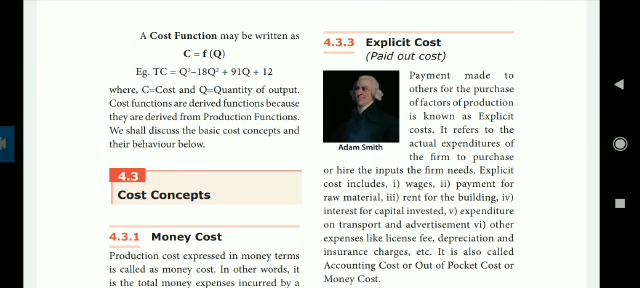 A Cost Function may be written as
C = f (Q)
Eg. TC = Q³–18Q² + 91Q + 12
where, C=Cost and Q=Quantity of output.
Cost functions are derived functions because
they are derived from Production Functions.
We shall discuss the basic cost concepts and
their behaviour below.
4.3
Cost Concepts
4.3.1 Money Cost
Production cost expressed in money terms
is called as money cost. In other words, it
is the total money expenses incurred by a
4.3.3 Explicit Cost
(Paid out cost)
Adam Smith
Payment made to
others for the purchase
of factors of production
is known as Explicit
costs. It refers to the
actual expenditures of
the firm to purchase
or hire the inputs the firm needs. Explicit
cost includes, i) wages, ii) payment for
raw material, iii) rent for the building, iv)
interest for capital invested, v) expenditure
on transport and advertisement vi) other
expenses like license fee, depreciation and
insurance charges, etc. It is also called
Accounting Cost or Out of Pocket Cost or
Money Cost.